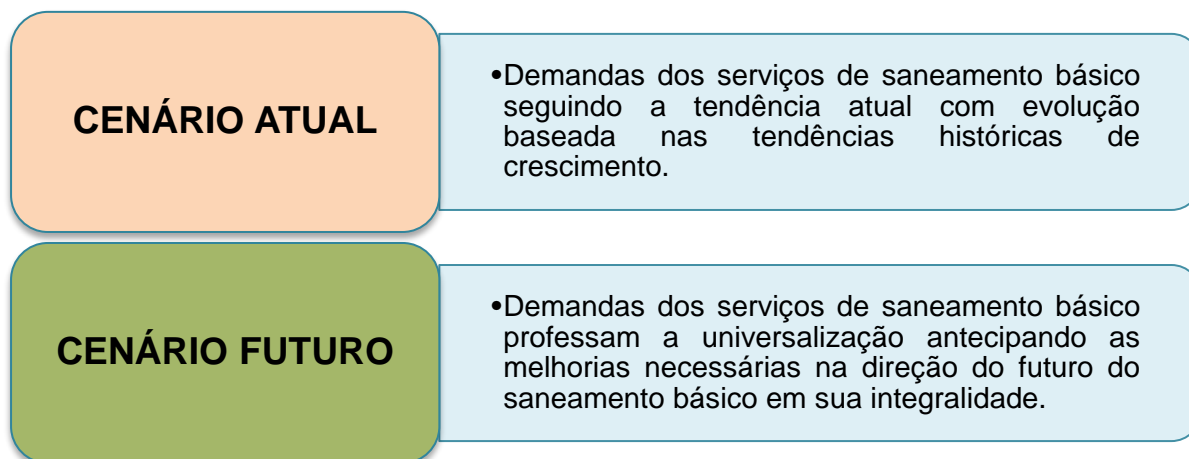 CENÁRIO ATUAL
•Demandas dos serviços de saneamento básico
seguindo a tendência atual com evolução
baseada nas tendências históricas de
crescimento.
CENÁRIO FUTURO
•Demandas dos serviços de saneamento básico
professam a universalização antecipando as
melhorias necessárias na direção do futuro do
saneamento básico em sua integralidade.